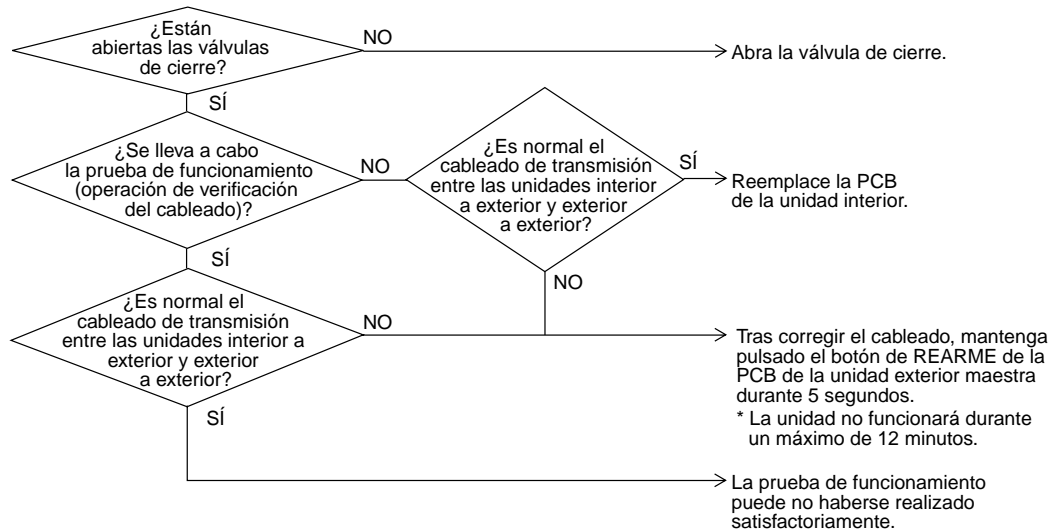 ¿Están
abiertas las válvulas
de cierre?
NO
Abra la válvula de cierre.
SÍ
¿Se lleva a cabo
la prueba de funcionamiento
(operación de verificación
del cableado)?
NO
¿Es normal el
cableado de transmisión
entre las unidades interior
a exterior y exterior
a exterior?
SÍ
Reemplace la PCB
de la unidad interior.
SÍ
NO
¿Es normal el
cableado de transmisión
entre las unidades interior a
exterior y exterior
a exterior?
NO
Tras corregir el cableado, mantenga
pulsado el botón de REARME de la
PCB de la unidad exterior maestra
durante 5 segundos.
* La unidad no funcionará durante
un máximo de 12 minutos.
SÍ
La prueba de funcionamiento
puede no haberse realizado
satisfactoriamente.